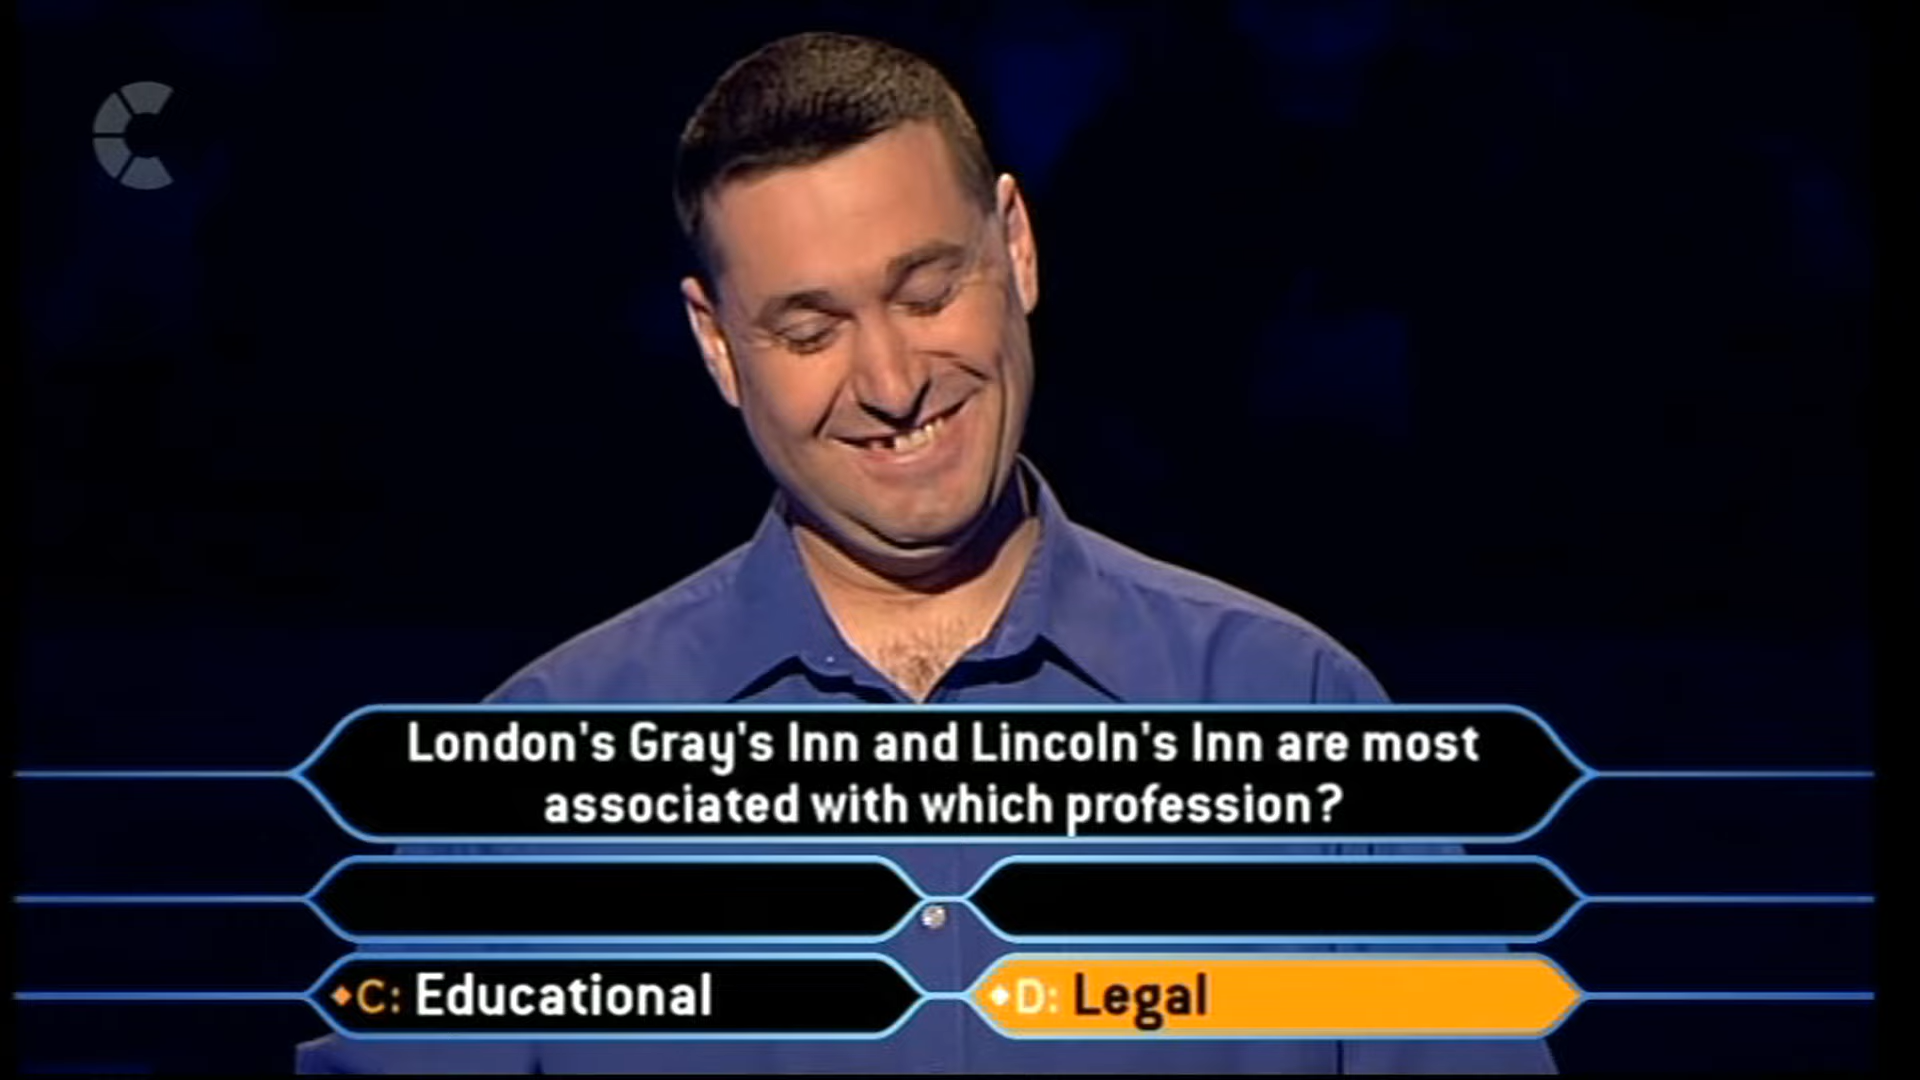 London's Gray's Inn and Lincoln's Inn are most
associated with which profession?
C: Educational
D: Legal